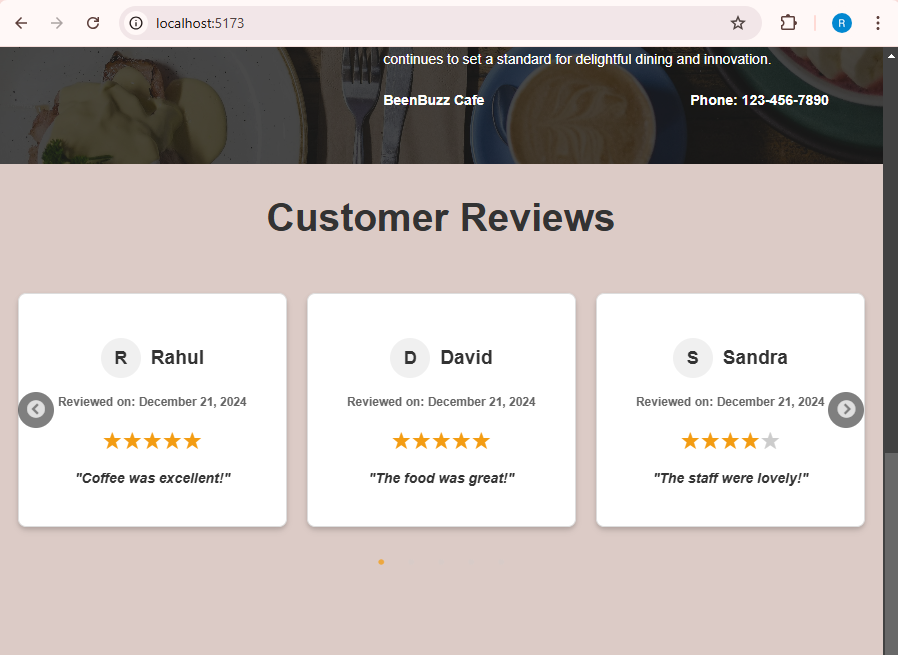 localhost:5173
R
continues to set a standard for delightful dining and innovation.
BeenBuzz Cafe Phone: 123-456-7890
Customer Reviews
R Rahul
Reviewed on: December 21, 2024
"Coffee was excellent!"
D David
Reviewed on: December 21, 2024
"The food was great!"
S Sandra
Reviewed on: December 21, 2024
"The staff were lovely!"